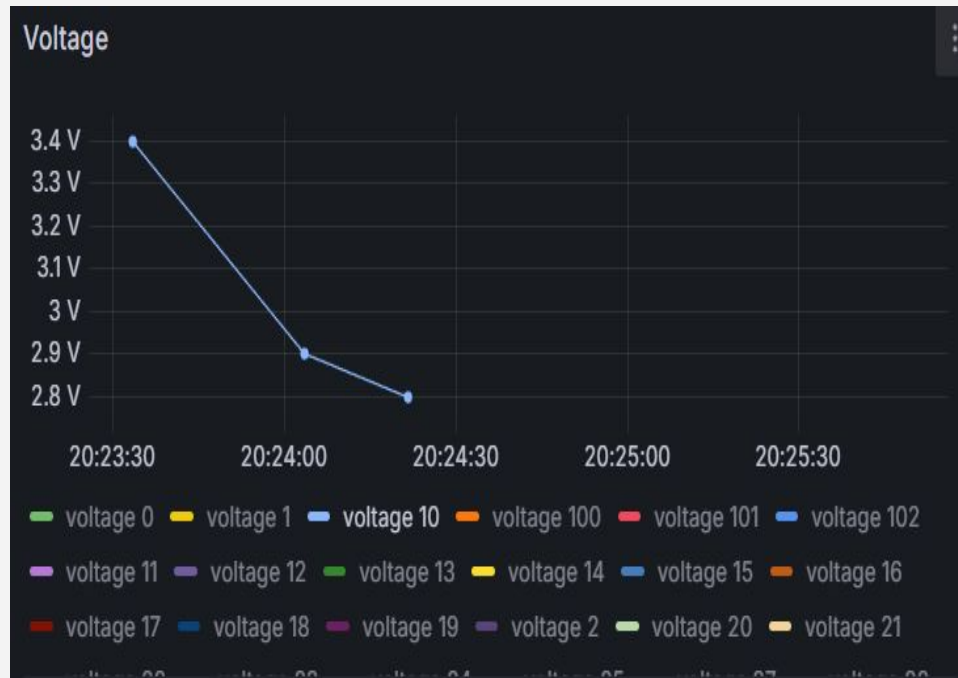 Voltage
3.4 V
3.3 V
3.2 V
3.1 V
3 V
2.9 V
2.8 V
20:23:30 20:24:00 20:24:30 20:25:00 20:25:30
voltage 0 voltage 1 voltage 10 voltage 100 voltage 101 voltage 102
voltage 11 voltage 12 voltage 13 voltage 14 voltage 15 voltage 16
voltage 17 voltage 18 voltage 19 voltage 2 voltage 20 voltage 21